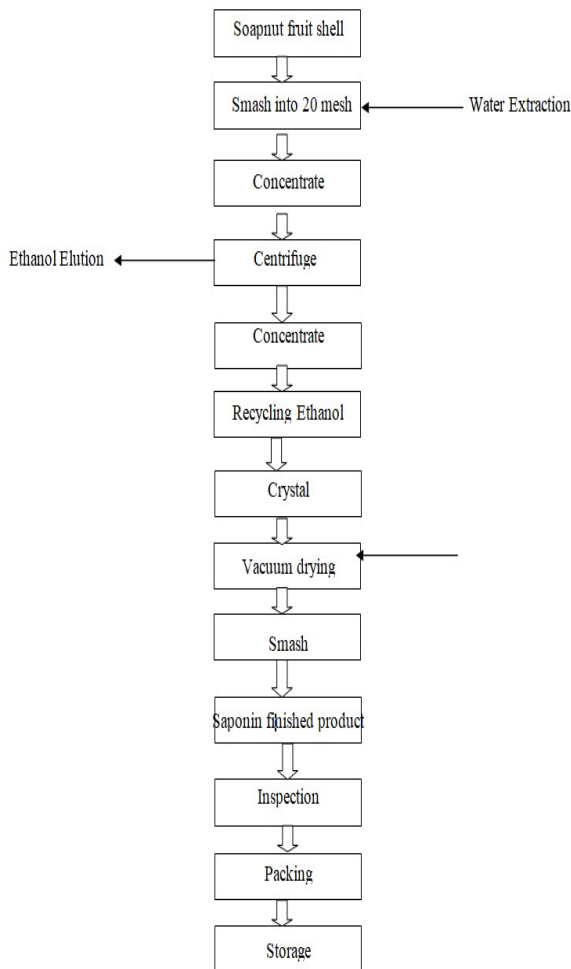 Soapnut fruit shell
Smash into 20 mesh
Water Extraction
Concentrate
Ethanol Elution
Centrifuge
Concentrate
Recycling Ethanol
Crystal
Vacuum drying
Smash
Saponin finished product
Inspection
Packing
Storage